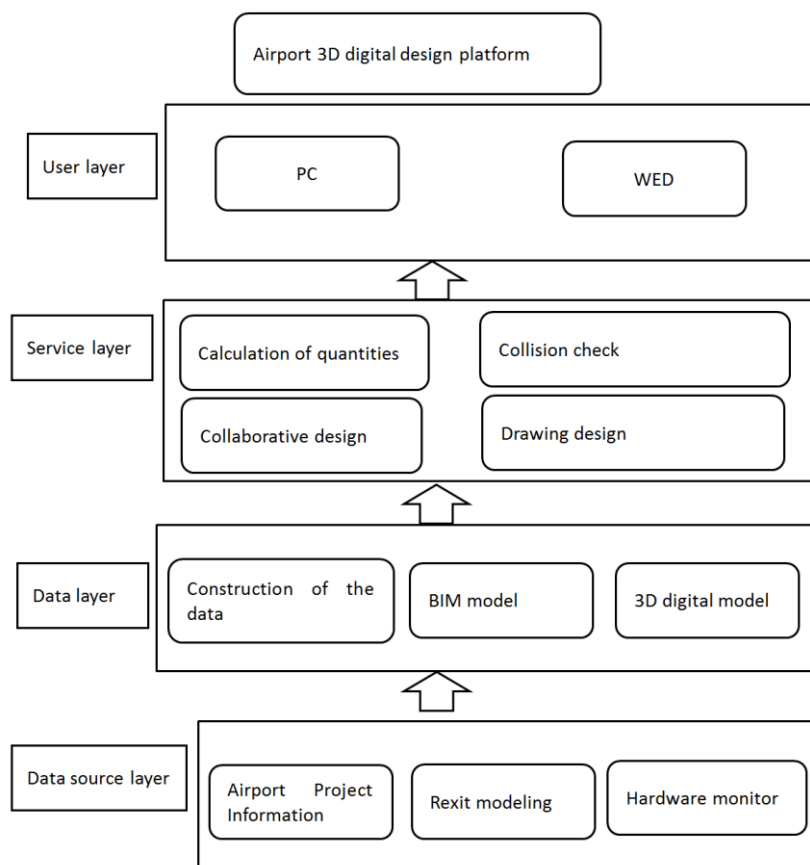 Airport 3D digital design platform
User layer
PC
WED
Service layer
Calculation of quantities
Collision check
Collaborative design
Drawing design
Data layer
Construction of the
data
BIM model
3D digital model
Data source layer
Airport Project
Information
Rexit modeling
Hardware monitor